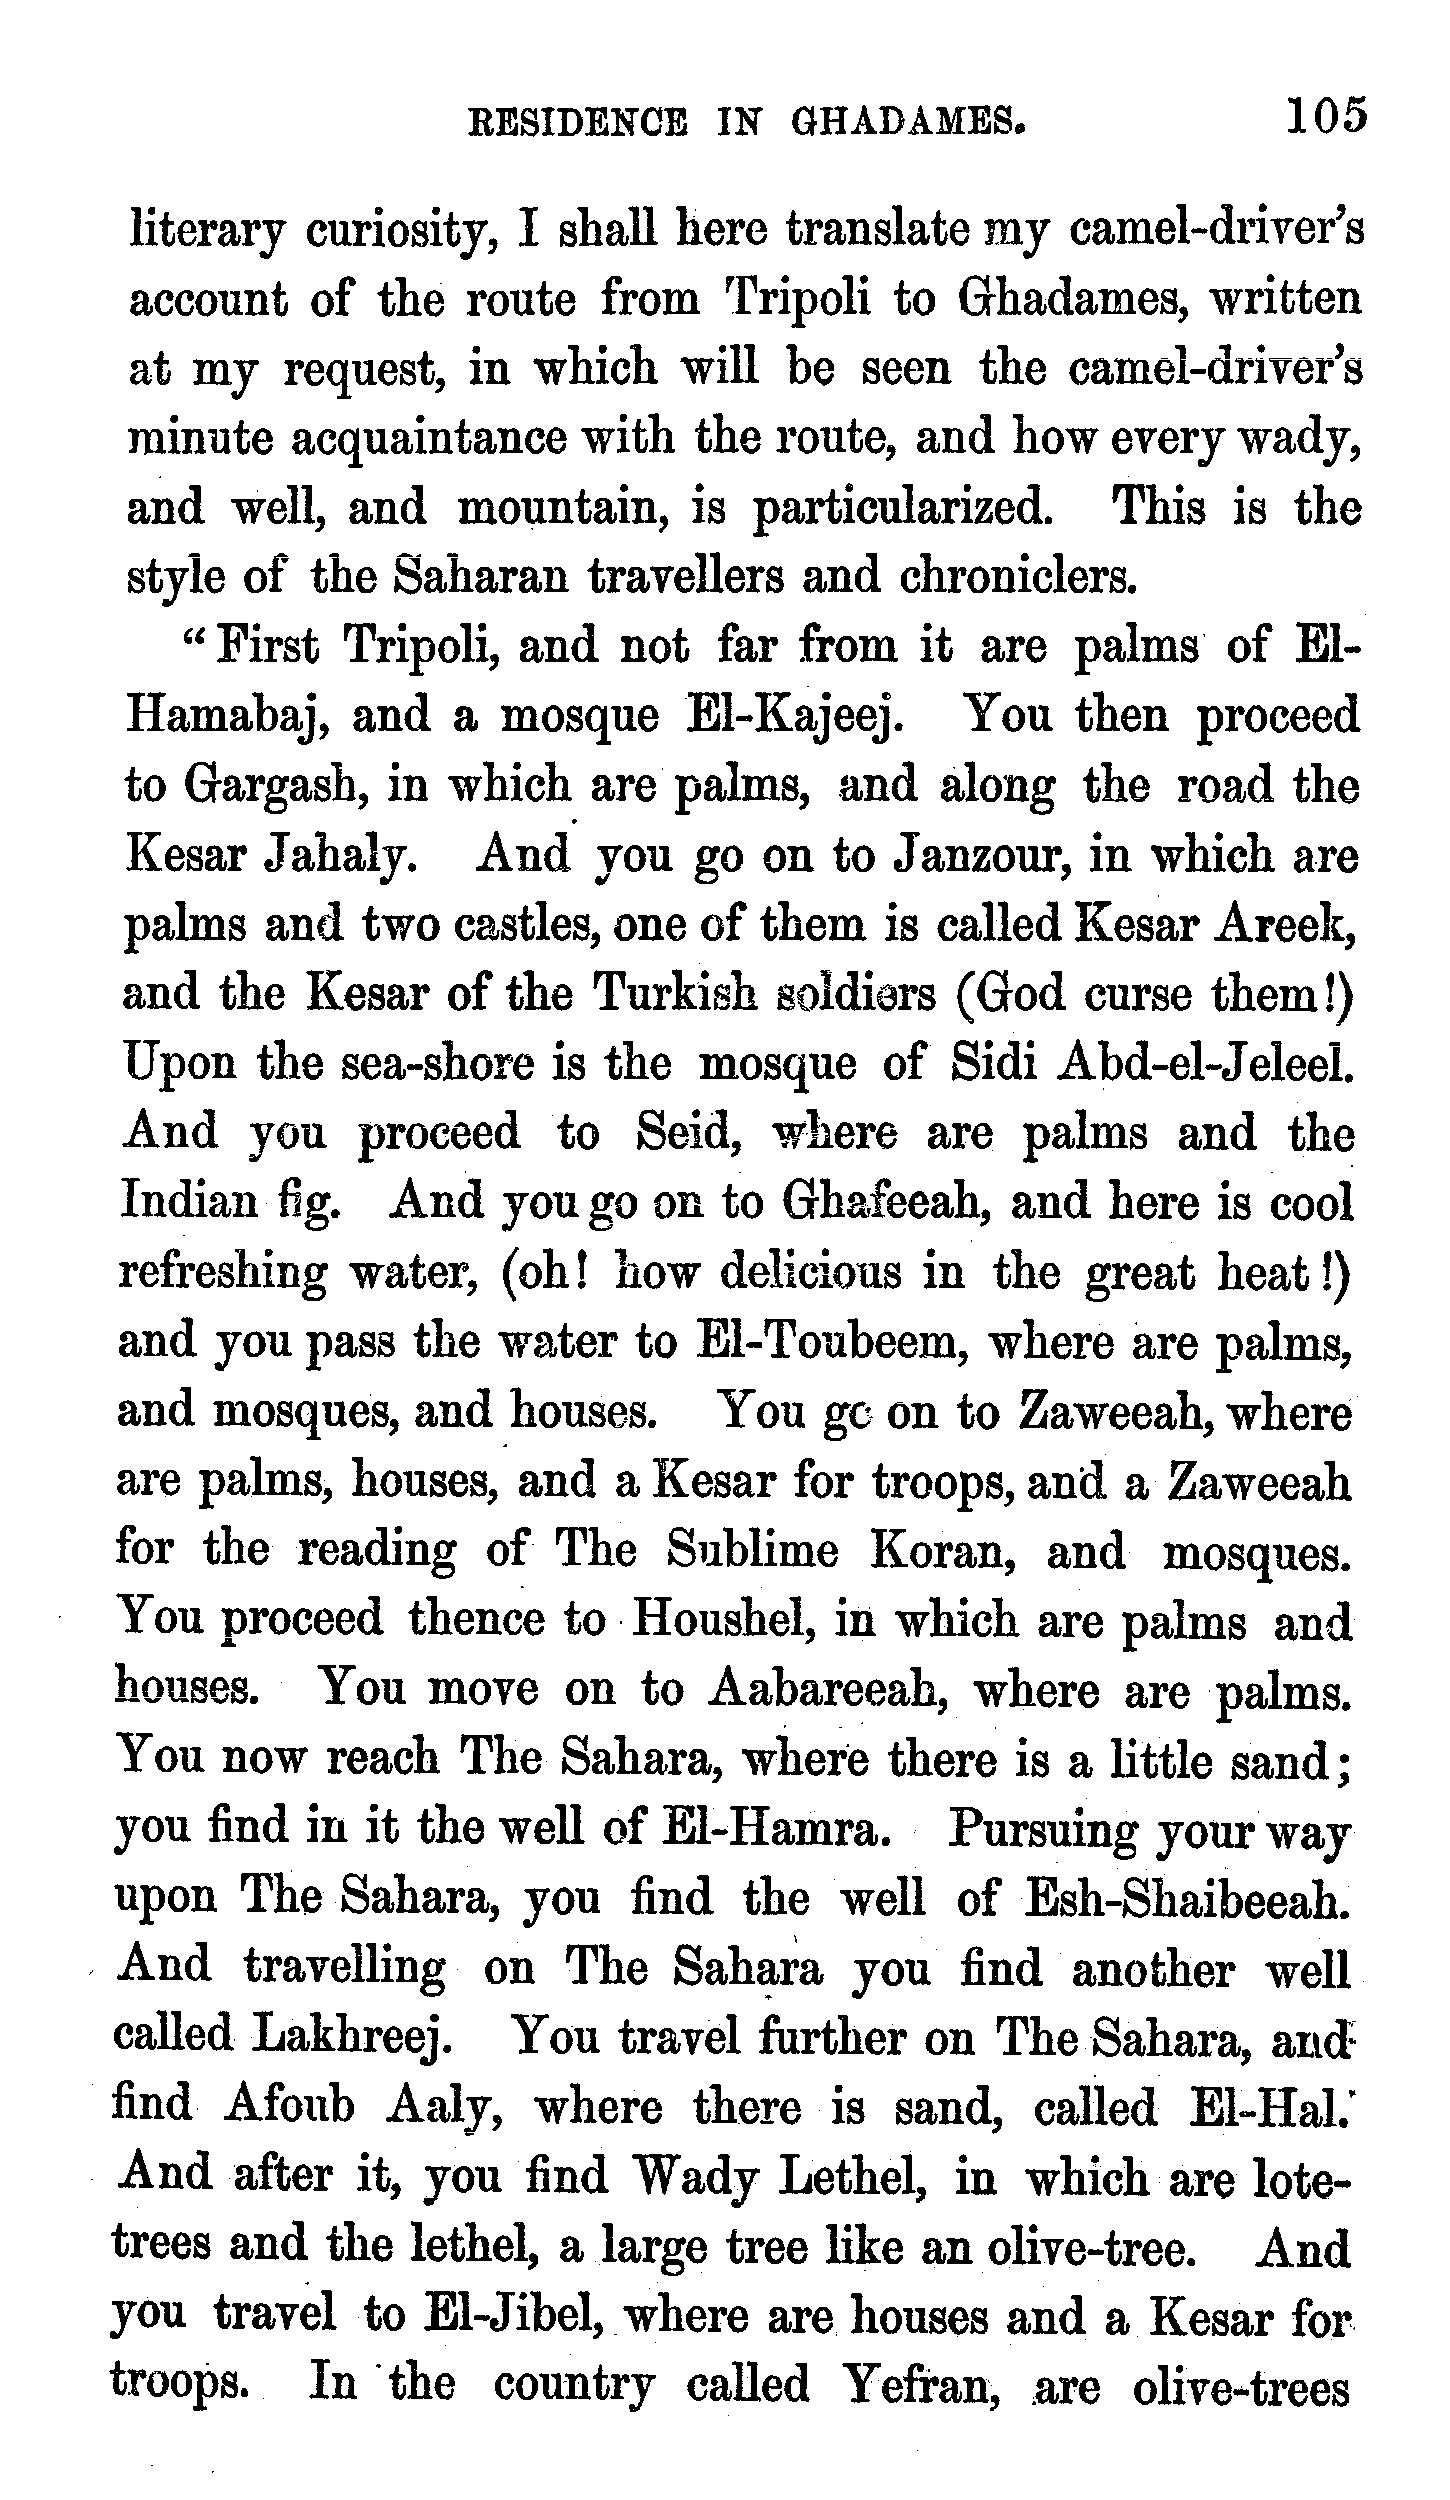 RESIDENCE IN GHADAMES. 105
literary curiosity, I shall here translate my camel-driver's
account of the route from Tripoli to Ghadames, written
at my request, in which will be seen the camel-driver's
minute acquaintance with the route, and how every wady,
and well, and mountain, is particularized. This is the
style of the Saharan travellers and chroniclers.
"First Tripoli, and not far from it are palms of El-
Hamabaj, and a mosque El-Kajeej. You then proceed
to Gargash, in which are palms, and along the road the
Kesar Jahaly. And you go on to Janzour, in which are
palms and two castles, one of them is called Kesar Areek,
and the Kesar of the Turkish soldiers (God curse them!)
Upon the sea-shore is the mosque of Sidi Abd-el-Jeleel.
And you proceed to Seid, where are palms and the
Indian fig. And you go on to Ghafeeah, and here is cool
refreshing water, (oh! how delicious in the great heat!)
and you pass the water to El-Toubeem, where are palms,
and mosques, and houses. You go on to Zaweeah, where
are palms, houses, and a Kesar for troops, and a Zaweeah
for the reading of The Sublime Koran, and mosques.
You proceed thence to Houshel, in which are palms and
houses. You move on to Aabareeah, where are palms.
You now reach The Sahara, where there is a little sand;
you find in it the well of El-Hamra. Pursuing your way
upon The Sahara, you find the well of Esh-Shaibeeah.
And travelling on The Sahara you find another well
called Lakhreej. You travel further on The Sahara, and
find Afoub Aaly, where there is sand, called El-Hal.
And after it, you find Wady Lethel, in which are lote-
trees and the lethel, a large tree like an olive-tree. And
you travel to El-Jibel, where are houses and a Kesar for
troops. In the country called Yefran, are olive-trees